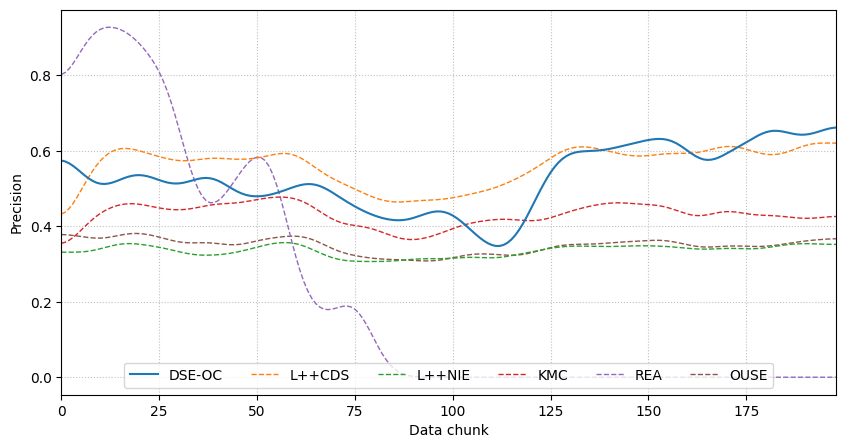 Precision
0.8
0.6
0.4
0.2
0.0
DSE-OC L++CDS L++NIE KMC REA OUSE
0 25 50 75 100 125 150 175
Data chunk